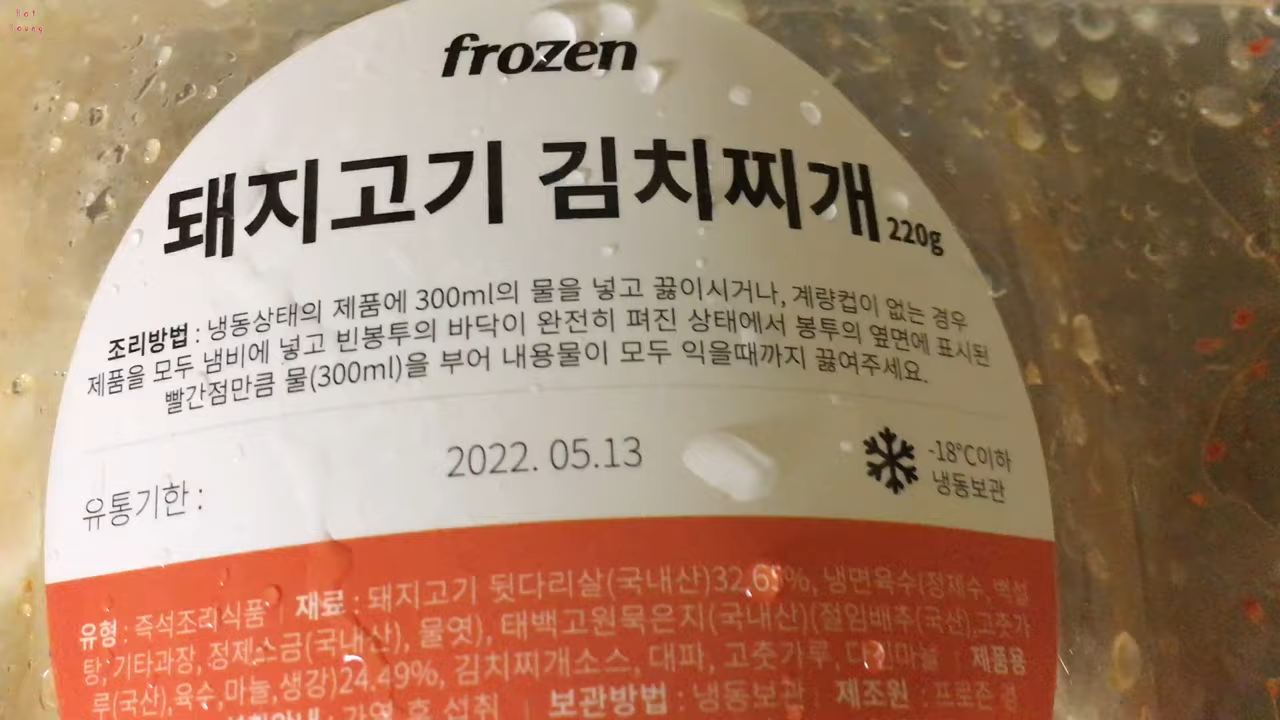 Hot
Young
frozen
돼지고기 김치찌개 220g
조리방법 : 냉동상태의 제품에 300ml의 물을 넣고 끓이시거나, 계량컵이 없는 경우
제품을 모두 냄비에 넣고 빈봉투의 바닥이 완전히 펴진 상태에서 봉투의 옆면에 표시된
빨간점만큼 물(300ml)을 부어 내용물이 모두 익을때까지 끓여주세요.
유통기한 : 2022. 05.13
-18°C이하
냉동보관
유형 : 즉석조리식품 | 재료 : 돼지고기 뒷다리살(국내산)32.65%, 냉면육수(정제수, 백설
탕, 기타과장, 정제소금(국내산), 물엿), 태백고원묵은지(국내산)(절임배추(국산),고춧가
루(국산),육수,마늘,생강)24.49%, 김치찌개소스, 대파, 고춧가루, 다진마늘 | 제품용
가열 후 섭취 | 보관방법 : 냉동보관 | 제조원 : 프로즌